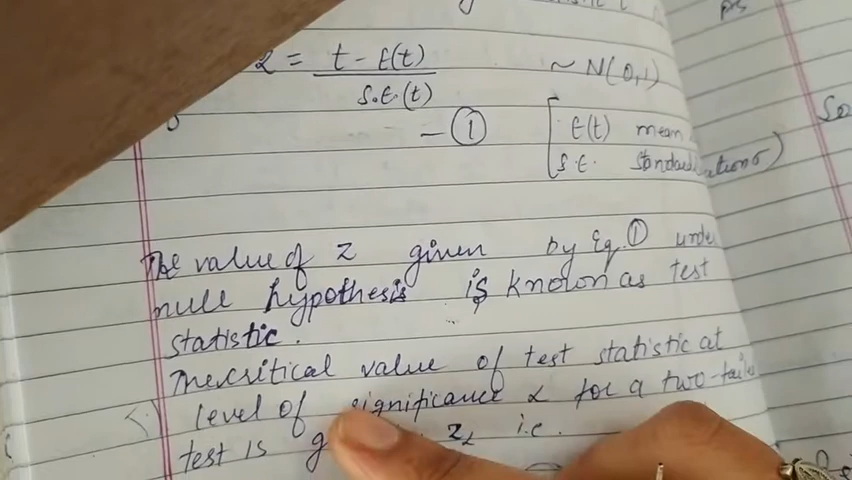 z = t - E(t) / S.E.(t) ~ N(0,1)
- ① [ E(t) mean
S.E. standard
The value of Z given by Eq. ① under
null hypothesis is known as test
statistic.
The critical value of test statistic at
level of significance α for a two-tailed
test is zα i.e.